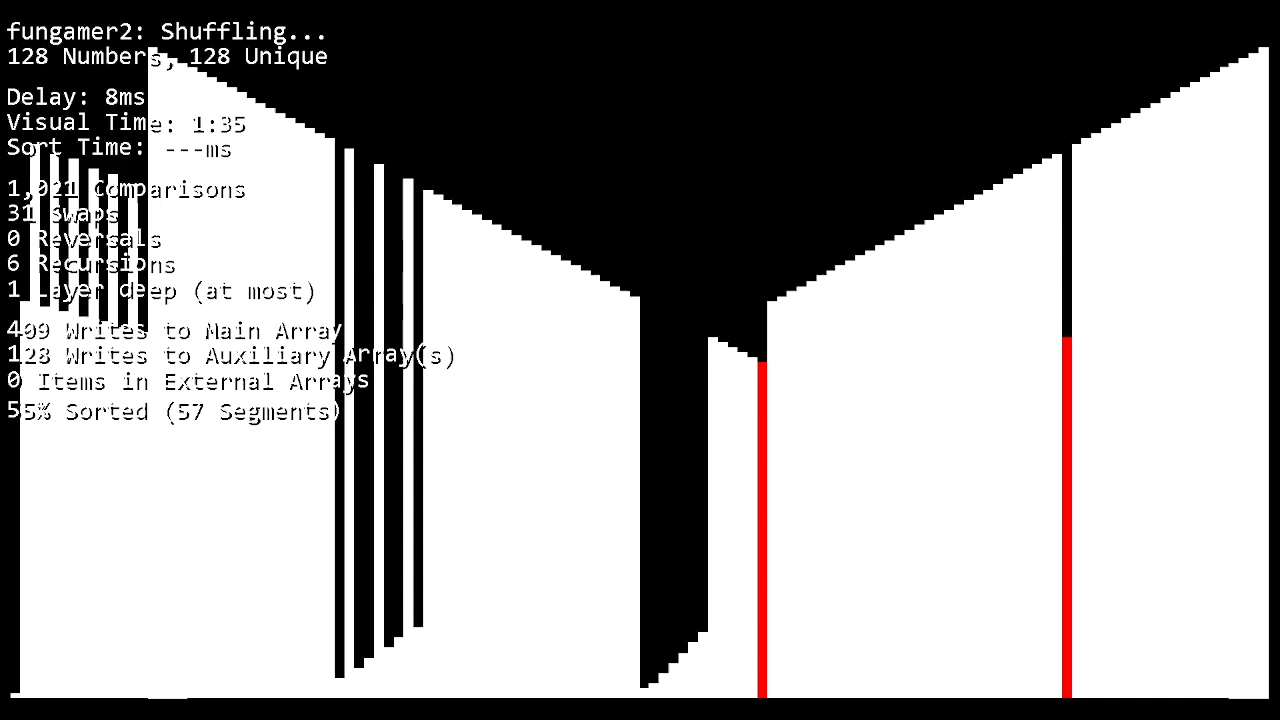 fungamer2: Shuffling...
128 Numbers, 128 Unique
Delay: 8ms
Visual Time: 1:35
Sort Time: ---ms
1,021 Comparisons
31 Swaps
0 Reversals
6 Recursions
1 Layer deep (at most)
409 Writes to Main Array
128 Writes to Auxiliary Array(s)
0 Items in External Arrays
55% Sorted (57 Segments)